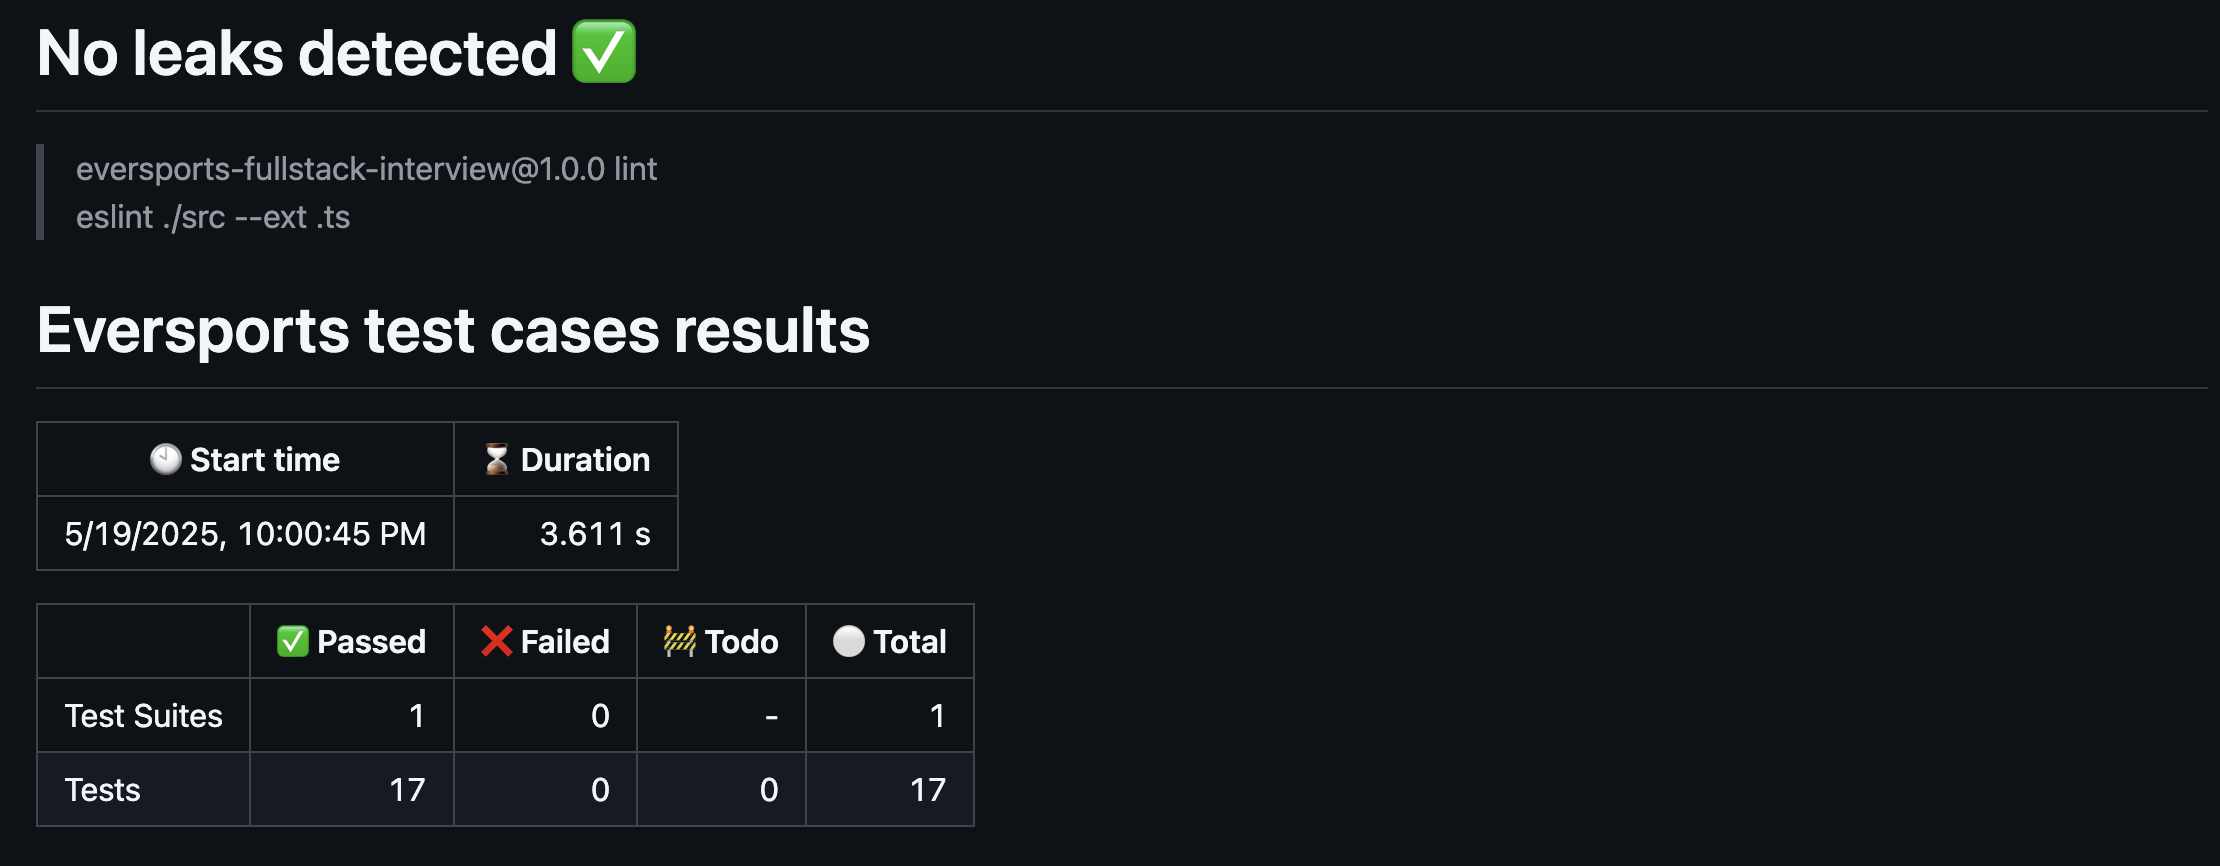 No leaks detected ✅
eversports-fullstack-interview@1.0.0 lint
eslint ./src --ext .ts
Eversports test cases results
🕙 Start time ⏳ Duration
5/19/2025, 10:00:45 PM 3.611 s
✅ Passed ❌ Failed 🚧 Todo ⚪ Total
Test Suites 1 0 - 1
Tests 17 0 0 17